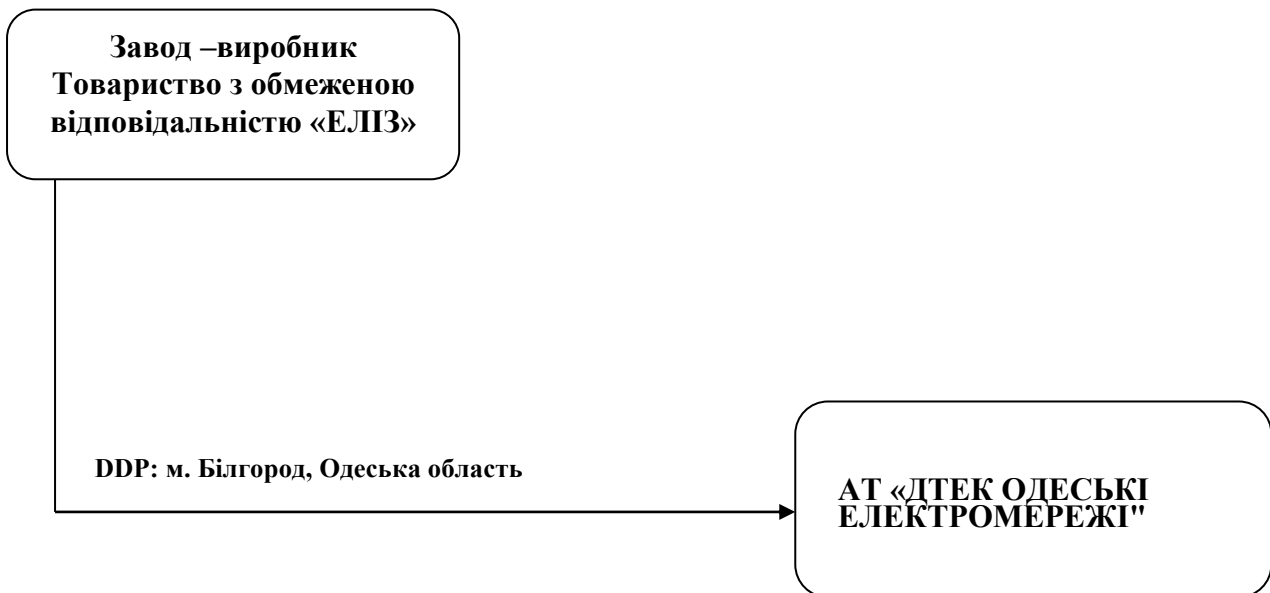 Завод –виробник
Товариство з обмеженою
відповідальністю «ЕЛІЗ»
DDP: м. Білгород, Одеська область
АТ «ДТЕК ОДЕСЬКІ
ЕЛЕКТРОМЕРЕЖІ"